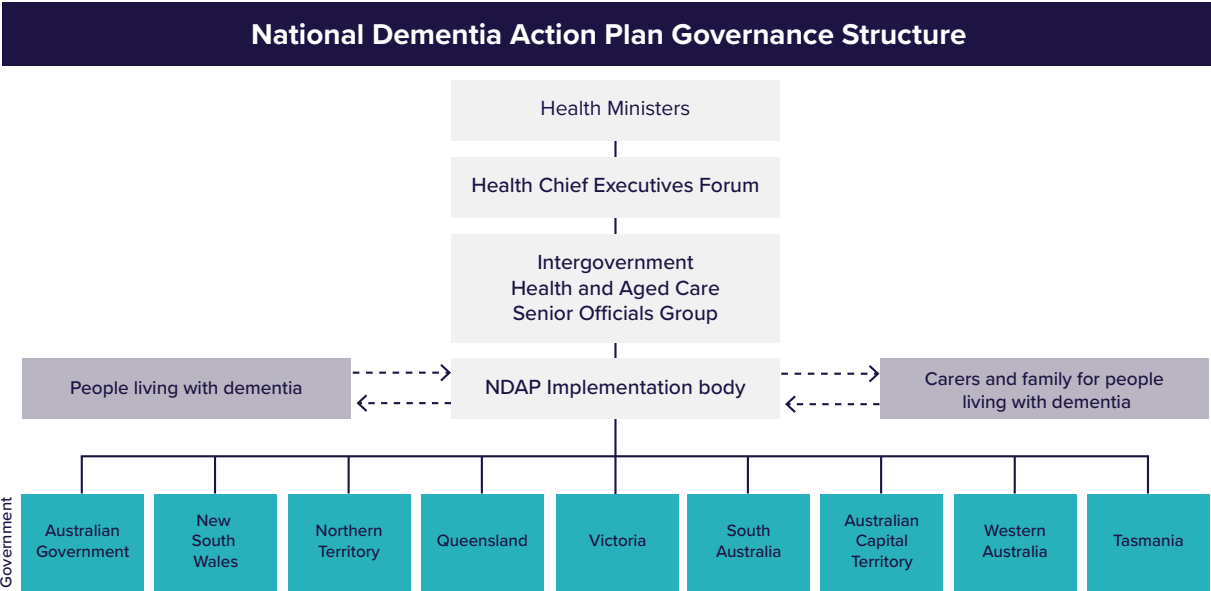 National Dementia Action Plan Governance Structure
Health Ministers
Health Chief Executives Forum
Intergovernment
Health and Aged Care
Senior Officials Group
People living with dementia
NDAP Implementation body
Carers and family for people
living with dementia
Government
Australian
Government
New
South
Wales
Northern
Territory
Queensland
Victoria
South
Australia
Australian
Capital
Territory
Western
Australia
Tasmania